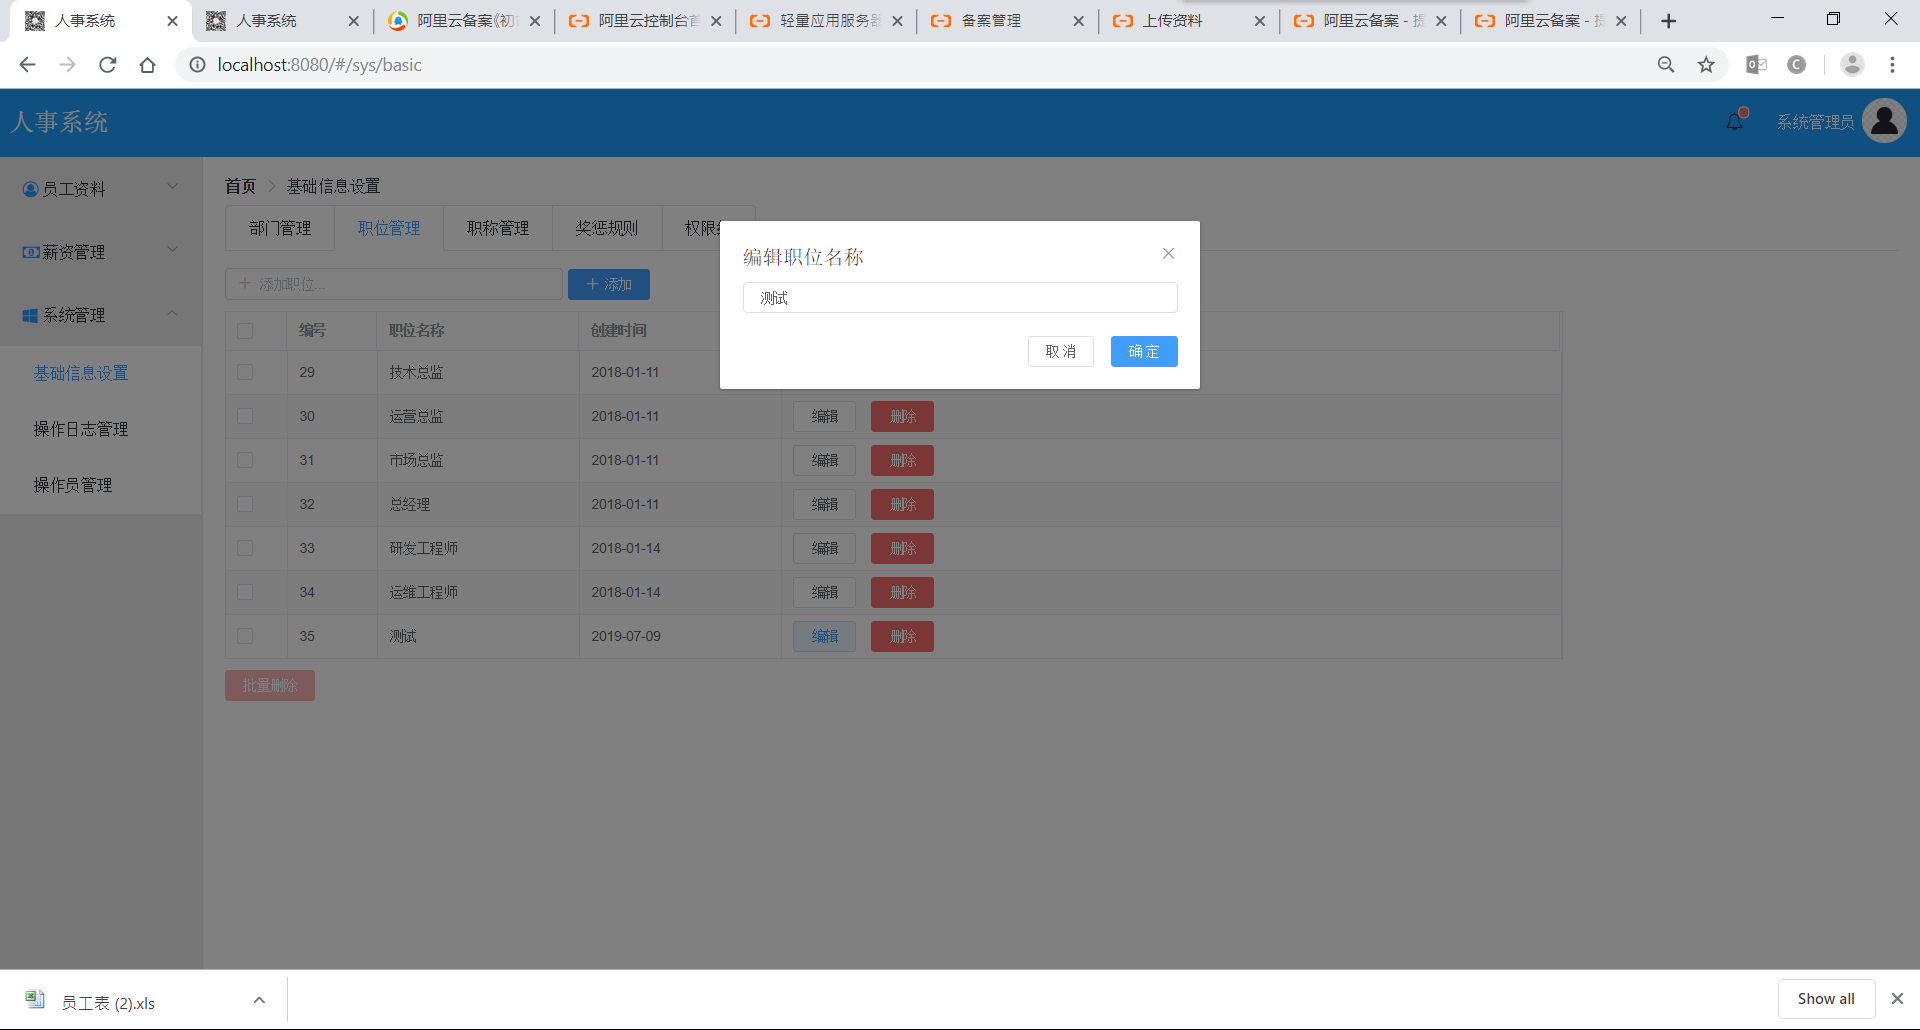 人事系统
人事系统
阿里云备案《初
阿里云控制台首
轻量应用服务器
备案管理
上传资料
阿里云备案 - 提
阿里云备案 - 提
localhost:8080/#/sys/basic
人事系统
系统管理员
员工资料
薪资管理
系统管理
基础信息设置
操作日志管理
操作员管理
首页 > 基础信息设置
部门管理 职位管理 职称管理 奖惩规则
添加职位...
+ 添加
编辑职位名称
测试
取消 确定
编号 职位名称 创建时间
29 技术总监 2018-01-11
30 运营总监 2018-01-11 编辑 删除
31 市场总监 2018-01-11 编辑 删除
32 总经理 2018-01-11 编辑 删除
33 研发工程师 2018-01-14 编辑 删除
34 运维工程师 2018-01-14 编辑 删除
35 测试 2019-07-09 编辑 删除
批量删除
员工表 (2).xls
Show all